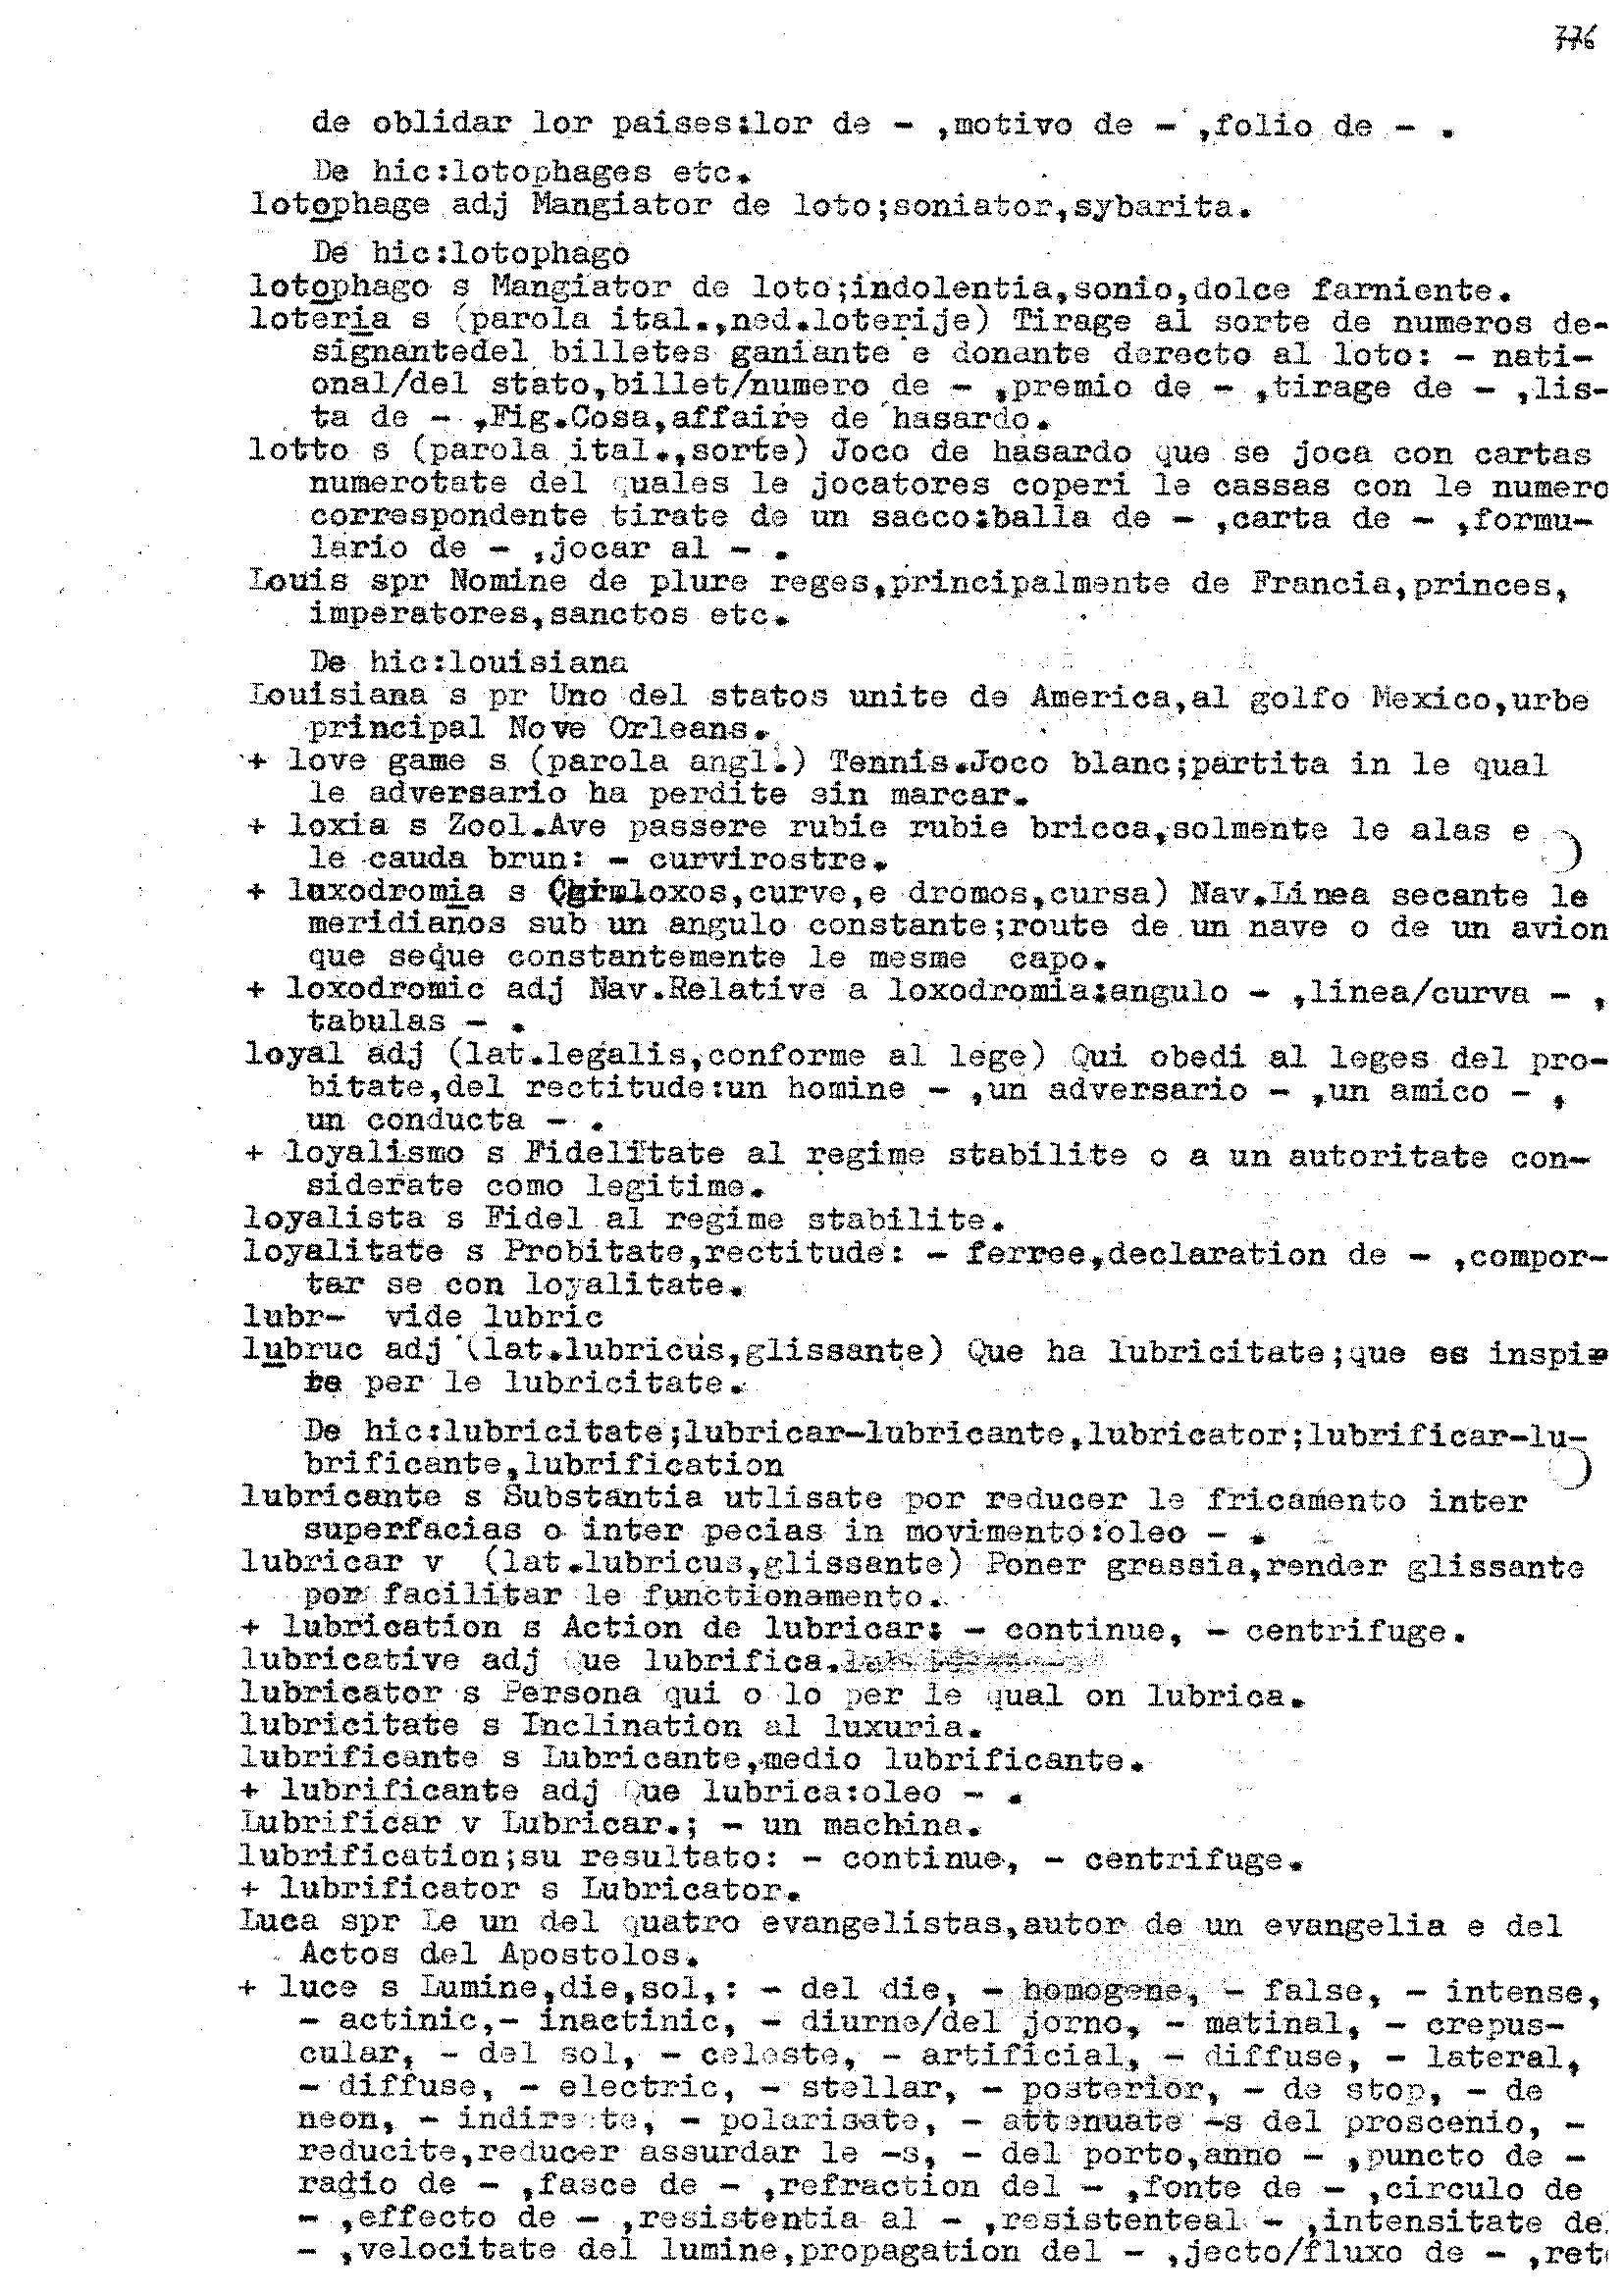 776
de oblidar lor paises:lor de - ,motivo de - ,folio de - .
De hic:lotophages etc.
lotophage adj Mangiator de loto;soniator,sybarita.
De hic:lotophago
lotophago s Mangiator de loto;indolentia,sonio,dolce farniente.
loteria s (parola ital.,ned.loterije) Tirage al sorte de numeros de-
signantedel billetes ganiante e donante derecto al loto: - nati-
onal/del stato,billet/numero de - ,premio de - ,tirage de - ,lis-
ta de - ,Fig.Cosa,affaire de hasardo.
lotto s (parola ital.,sorte) Joco de hasardo que se joca con cartas
numerotate del quales le jocatores coperi le cassas con le numero
correspondente tirate de un sacco:balla de - ,carta de - ,formu-
lario de - ,jocar al - .
Louis spr Nomine de plure reges,principalmente de Francia,princes,
imperatores,sanctos etc.
De hic:louisiana
Louisiana s pr Uno del statos unite de America,al golfo Mexico,urbe
principal Nove Orleans.
+ love game s (parola angl.) Tennis.Joco blanc;partita in le qual
le adversario ha perdite sin marcar.
+ loxia s Zool.Ave passere rubie rubie bricca,solmente le alas e
le cauda brun: - curvirostre.
+ loxodromia s (gr.loxos,curve,e dromos,cursa) Nav.Linea secante le
meridianos sub un angulo constante;route de un nave o de un avion
que seque constantemente le mesme capo.
+ loxodromic adj Nav.Relative a loxodromia:angulo - ,linea/curva - ,
tabulas - .
loyal adj (lat.legalis,conforme al lege) Qui obedi al leges del pro-
bitate,del rectitude:un homine - ,un adversario - ,un amico - ,
un conducta - .
+ loyalismo s Fidelitate al regime stabilite o a un autoritate con-
siderate como legitime.
loyalista s Fidel al regime stabilite.
loyalitate s Probitate,rectitude: - ferree,declaration de - ,compor-
tar se con loyalitate.
lubr- vide lubric
lubruc adj (lat.lubricus,glissante) Que ha lubricitate;que es inspi-
te per le lubricitate.
De hic:lubricitate;lubricar-lubricante,lubricator;lubrificar-lu-
brificante,lubrification
lubricante s Substantia utlisate por reducer le fricamento inter
superfacias o inter pecias in movimento:oleo - .
lubricar v (lat.lubricus,glissante) Poner grassia,render glissante
por facilitar le functionamento.
+ lubrication s Action de lubricar: - continue, - centrifuge.
lubricative adj Que lubrifica.
lubricator s Persona qui o lo per le qual on lubrica.
lubricitate s Inclination al luxuria.
lubrificante s Lubricante,medio lubrificante.
+ lubrificante adj Que lubrica:oleo - .
Lubrificar v Lubricar.; - un machina.
lubrification;su resultato: - continue, - centrifuge.
+ lubrificator s Lubricator.
Luca spr Le un del quatro evangelistas,autor de un evangelia e del
Actos del Apostolos.
+ luce s Lumine,die,sol,: - del die, - homogene, - false, - intense,
- actinic,- inactinic, - diurne/del jorno, - matinal, - crepus-
cular, - del sol, - celeste, - artificial, - diffuse, - lateral,
- diffuse, - electric, - stellar, - posterior, - de stop, - de
neon, - indirecte, - polarisate, - attenuate -s del proscenio, -
reducite,reducer assurdar le -s, - del porto,anno - ,puncto de -
radio de - ,fasce de - ,refraction del - ,fonte de - ,circulo de
- ,effecto de - ,resistentia al - ,resistenteal - ,intensitate de
- ,velocitate del lumine,propagation del - ,jecto/fluxo de - ,ret